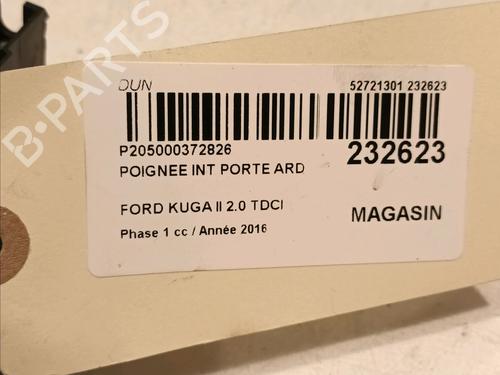 DUN 52721301 232623
P205000372826
232623
POIGNEE INT PORTE ARD
FORD KUGA II 2.0 TDCI
MAGASIN
Phase 1 cc / Année 2016
B-PARTS